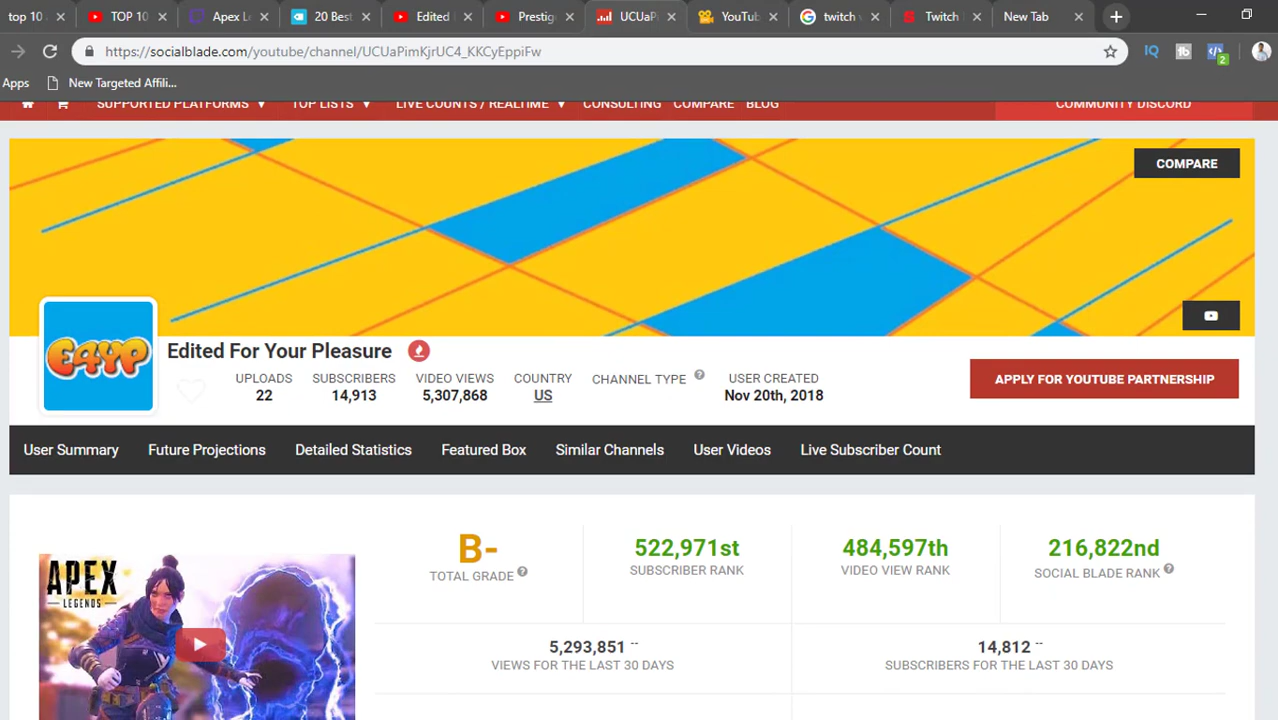 top 10 a
TOP 10
Apex Le
20 Best
Edited
Prestig
UCUaP
YouTub
twitch v
Twitch
New Tab
https://socialblade.com/youtube/channel/UCUaPimKjrUC4_KKCyEppiFw
IQ
tb
2
Apps
New Targeted Affili...
SUPPORTED PLATFORMS
TOP LISTS
LIVE COUNTS / REALTIME
CONSULTING
COMPARE
BLOG
COMMUNITY DISCORD
COMPARE
E4YP
Edited For Your Pleasure
UPLOADS
22
SUBSCRIBERS
14,913
VIDEO VIEWS
5,307,868
COUNTRY
US
CHANNEL TYPE ?
USER CREATED
Nov 20th, 2018
APPLY FOR YOUTUBE PARTNERSHIP
User Summary
Future Projections
Detailed Statistics
Featured Box
Similar Channels
User Videos
Live Subscriber Count
APEX
LEGENDS
B-
TOTAL GRADE ?
522,971st
SUBSCRIBER RANK
484,597th
VIDEO VIEW RANK
216,822nd
SOCIAL BLADE RANK ?
5,293,851 --
VIEWS FOR THE LAST 30 DAYS
14,812 --
SUBSCRIBERS FOR THE LAST 30 DAYS